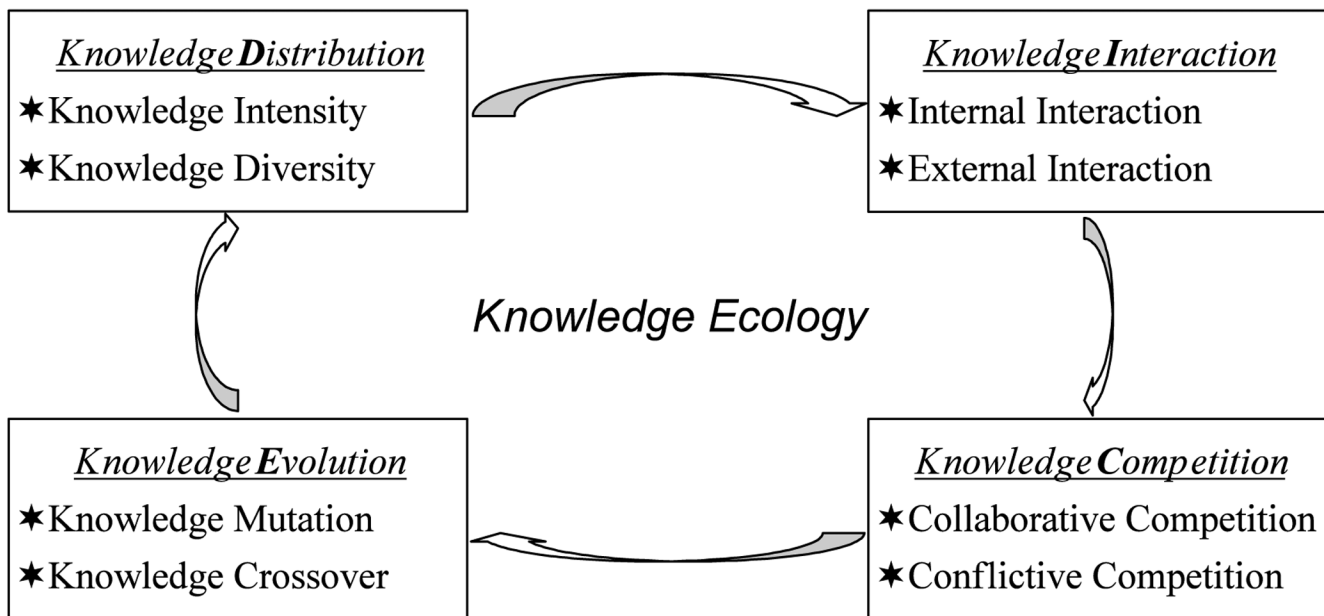 Knowledge Distribution
✶Knowledge Intensity
✶Knowledge Diversity
Knowledge Interaction
✶Internal Interaction
✶External Interaction
Knowledge Ecology
Knowledge Evolution
✶Knowledge Mutation
✶Knowledge Crossover
Knowledge Competition
✶Collaborative Competition
✶Conflictive Competition